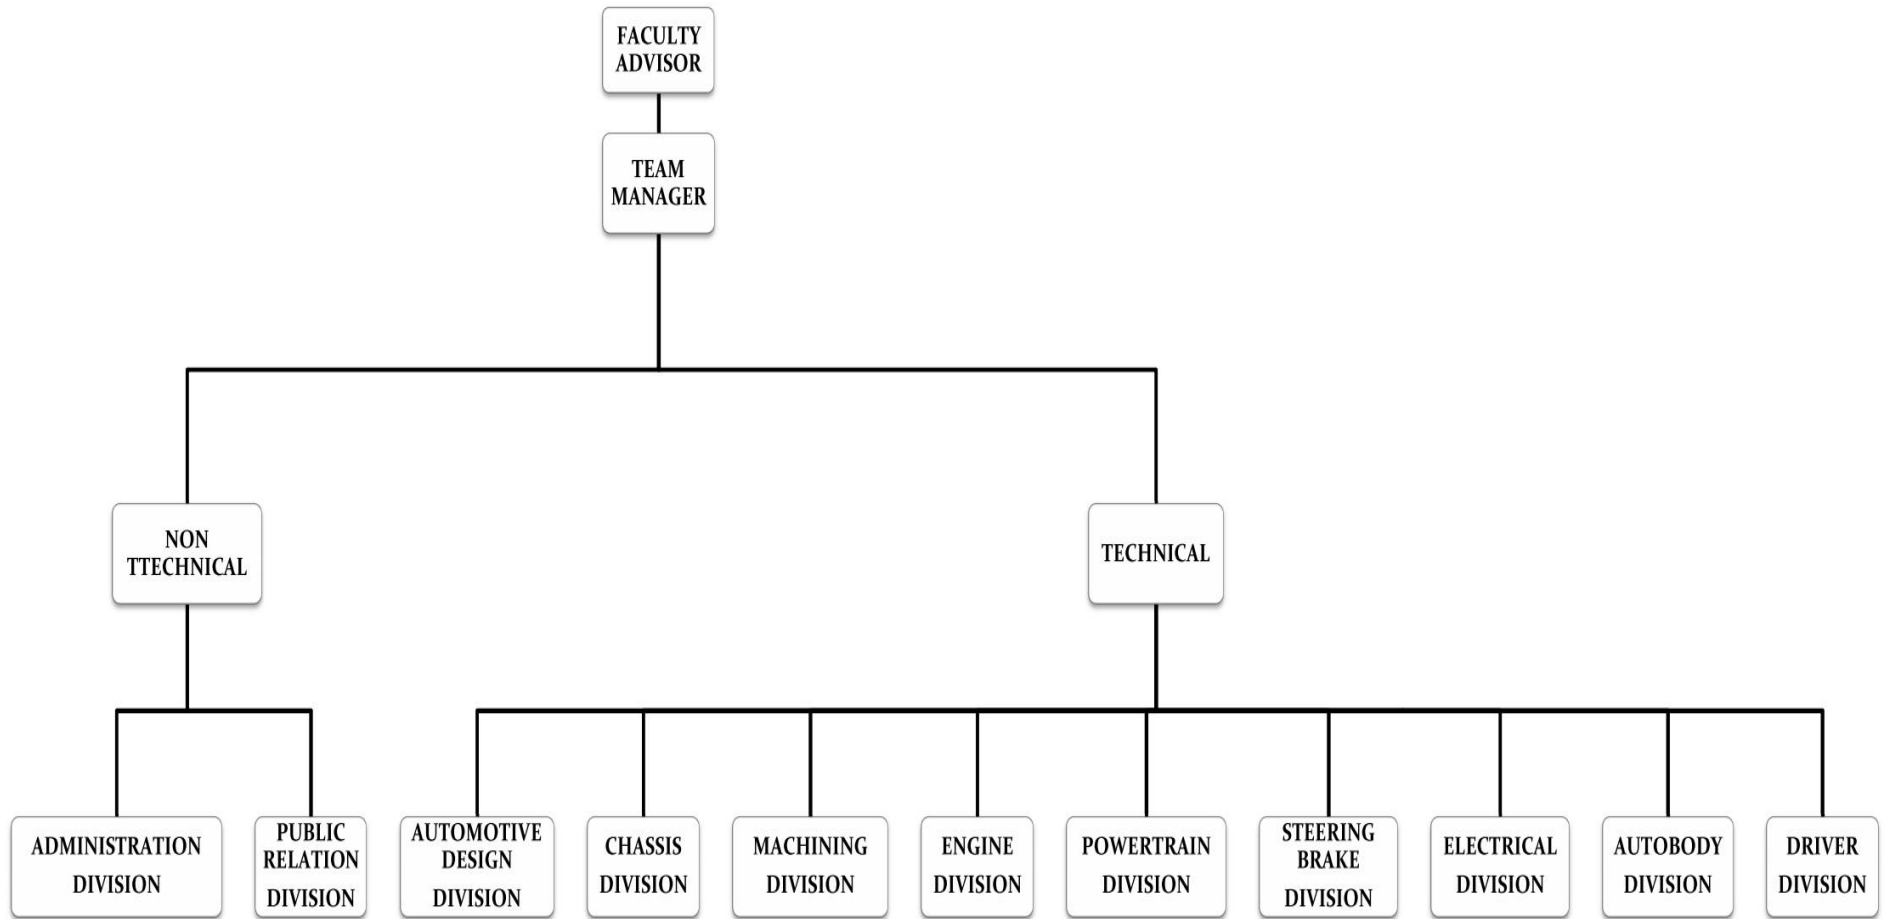 FACULTY
ADVISOR
TEAM
MANAGER
NON
TTECHNICAL
TECHNICAL
ADMINISTRATION
DIVISION
PUBLIC
RELATION
DIVISION
AUTOMOTIVE
DESIGN
DIVISION
CHASSIS
DIVISION
MACHINING
DIVISION
ENGINE
DIVISION
POWERTRAIN
DIVISION
STEERING
BRAKE
DIVISION
ELECTRICAL
DIVISION
AUTOBODY
DIVISION
DRIVER
DIVISION